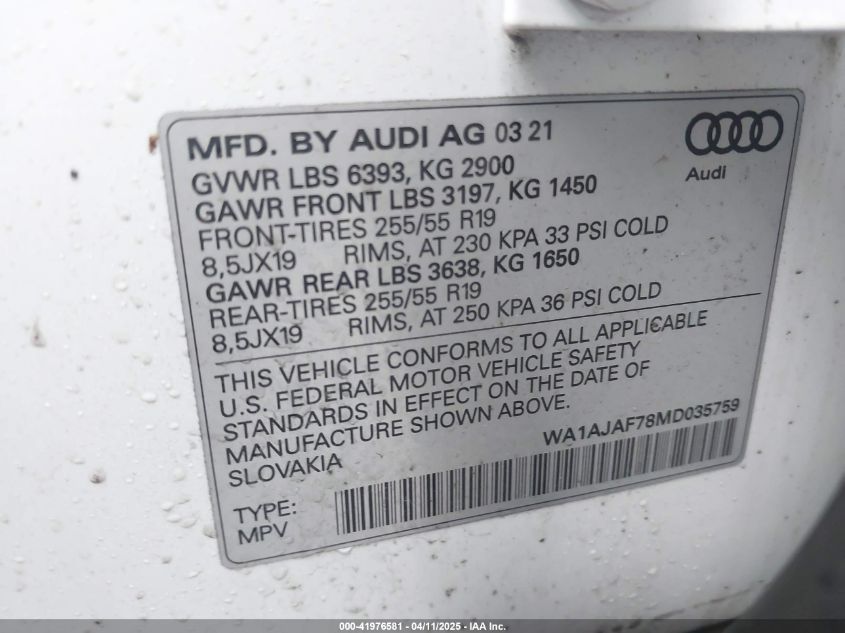 MFD. BY AUDI AG 03 21
GVWR LBS 6393, KG 2900
GAWR FRONT LBS 3197, KG 1450
FRONT-TIRES 255/55 R19
8,5JX19 RIMS, AT 230 KPA 33 PSI COLD
GAWR REAR LBS 3638, KG 1650
REAR-TIRES 255/55 R19
8,5JX19 RIMS, AT 250 KPA 36 PSI COLD
Audi
THIS VEHICLE CONFORMS TO ALL APPLICABLE
U.S. FEDERAL MOTOR VEHICLE SAFETY
STANDARDS IN EFFECT ON THE DATE OF
MANUFACTURE SHOWN ABOVE.
SLOVAKIA
WA1AJAF78MD035759
TYPE:
MPV
000-41976581 - 04/11/2025 - IAA Inc.